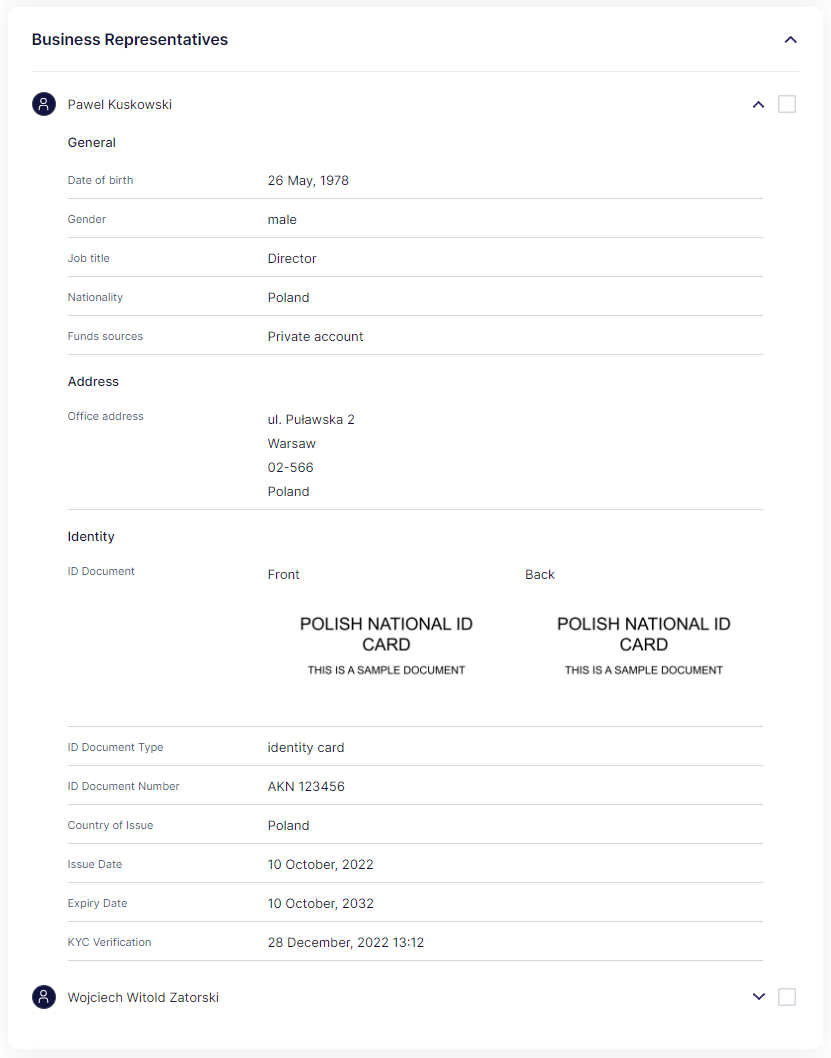 Business Representatives
Pawel Kuskowski
General
Date of birth 26 May, 1978
Gender male
Job title Director
Nationality Poland
Funds sources Private account
Address
Office address ul. Puławska 2
Warsaw
02-566
Poland
Identity
ID Document Front Back
POLISH NATIONAL ID POLISH NATIONAL ID
CARD CARD
THIS IS A SAMPLE DOCUMENT THIS IS A SAMPLE DOCUMENT
ID Document Type identity card
ID Document Number AKN 123456
Country of Issue Poland
Issue Date 10 October, 2022
Expiry Date 10 October, 2032
KYC Verification 28 December, 2022 13:12
Wojciech Witold Zatorski